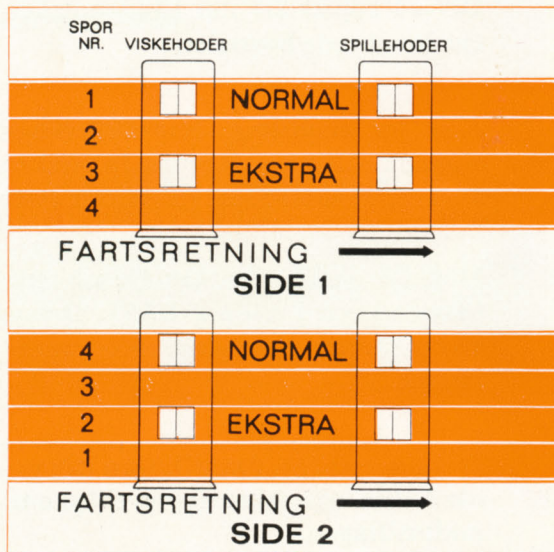 SPOR
NR. VISKEHODER SPILLEHODER
1 NORMAL
2
3 EKSTRA
4
FARTSRETNING
SIDE 1
4 NORMAL
3
2 EKSTRA
1
FARTSRETNING
SIDE 2